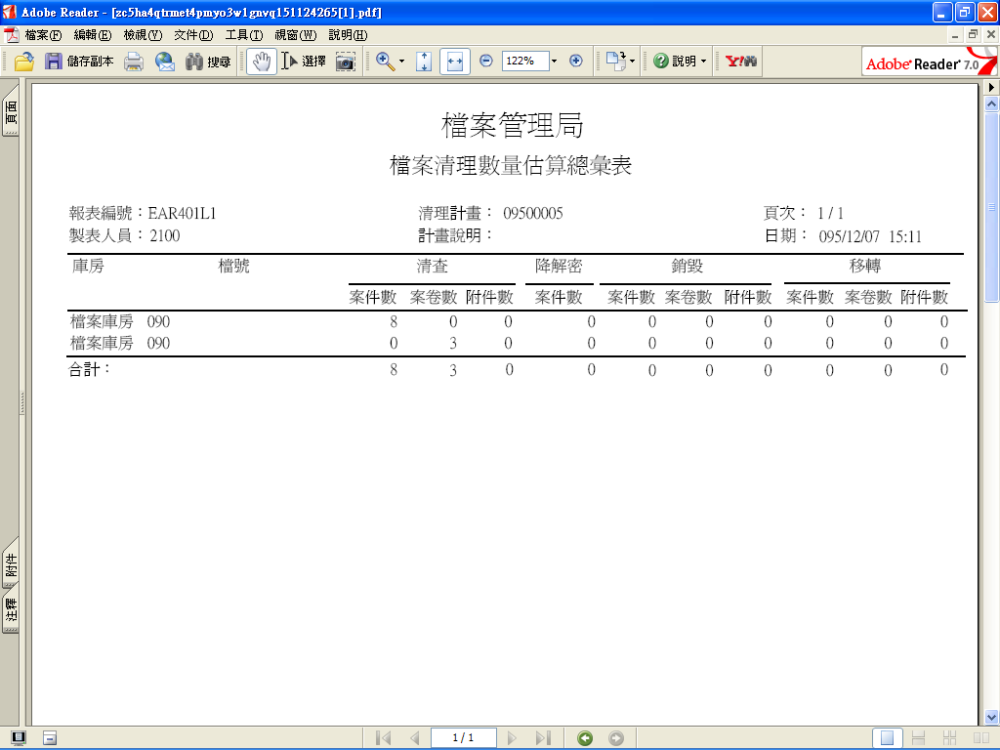 Adobe Reader - [zc5ha4qtrmet4pmyo3w1gnvq151124265[1].pdf]
檔案(F) 編輯(E) 檢視(V) 文件(D) 工具(T) 視窗(W) 說明(H)
儲存副本 搜尋 選擇 122% 說明 Y! Adobe Reader 7.0
頁面
檔案管理局
檔案清理數量估算總彙表
報表編號：EAR401L1 清理計畫： 09500005 頁次： 1 / 1
製表人員：2100 計畫說明： 日期： 095/12/07 15:11
庫房 檔號 清查 降解密 銷毀 移轉
案件數 案卷數 附件數 案件數 案件數 案卷數 附件數 案件數 案卷數 附件數
檔案庫房 090 8 0 0 0 0 0 0 0 0 0
檔案庫房 090 0 3 0 0 0 0 0 0 0 0
合計： 8 3 0 0 0 0 0 0 0 0
附件
注釋
1 / 1